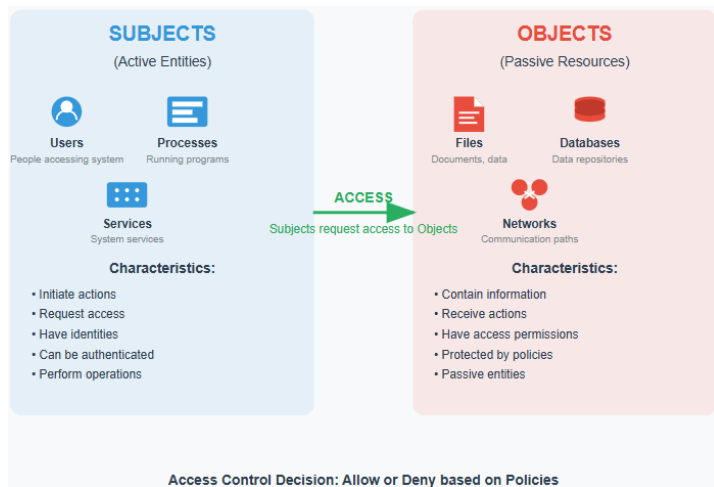 SUBJECTS
(Active Entities)
Users
People accessing system
Processes
Running programs
Services
System services
Characteristics:
• Initiate actions
• Request access
• Have identities
• Can be authenticated
• Perform operations
ACCESS
Subjects request access to Objects
OBJECTS
(Passive Resources)
Files
Documents, data
Databases
Data repositories
Networks
Communication paths
Characteristics:
• Contain information
• Receive actions
• Have access permissions
• Protected by policies
• Passive entities
Access Control Decision: Allow or Deny based on Policies